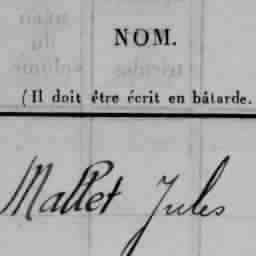 NOM.
(Il doit être écrit en bâtarde.
Mallet Jules